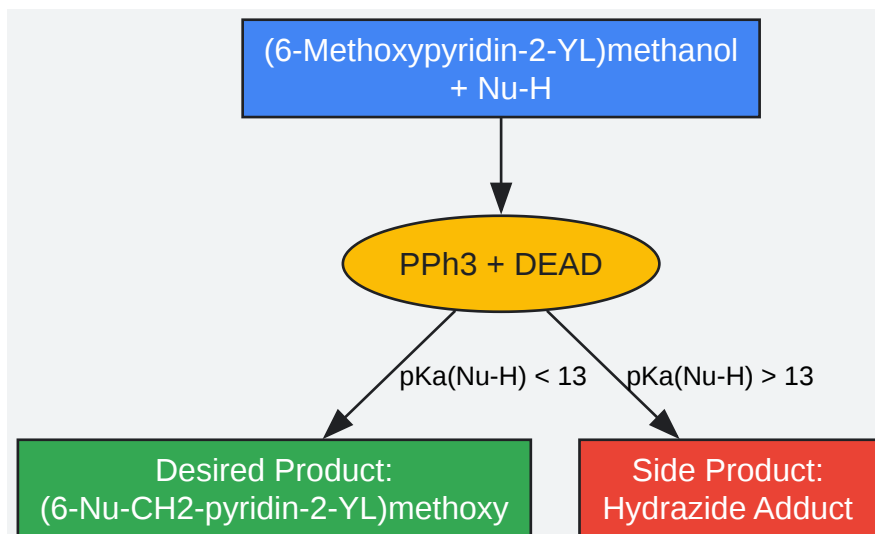 (6-Methoxypyridin-2-YL)methanol
+ Nu-H
PPh3 + DEAD
pKa(Nu-H) < 13
pKa(Nu-H) > 13
Desired Product:
(6-Nu-CH2-pyridin-2-YL)methoxy
Side Product:
Hydrazide Adduct